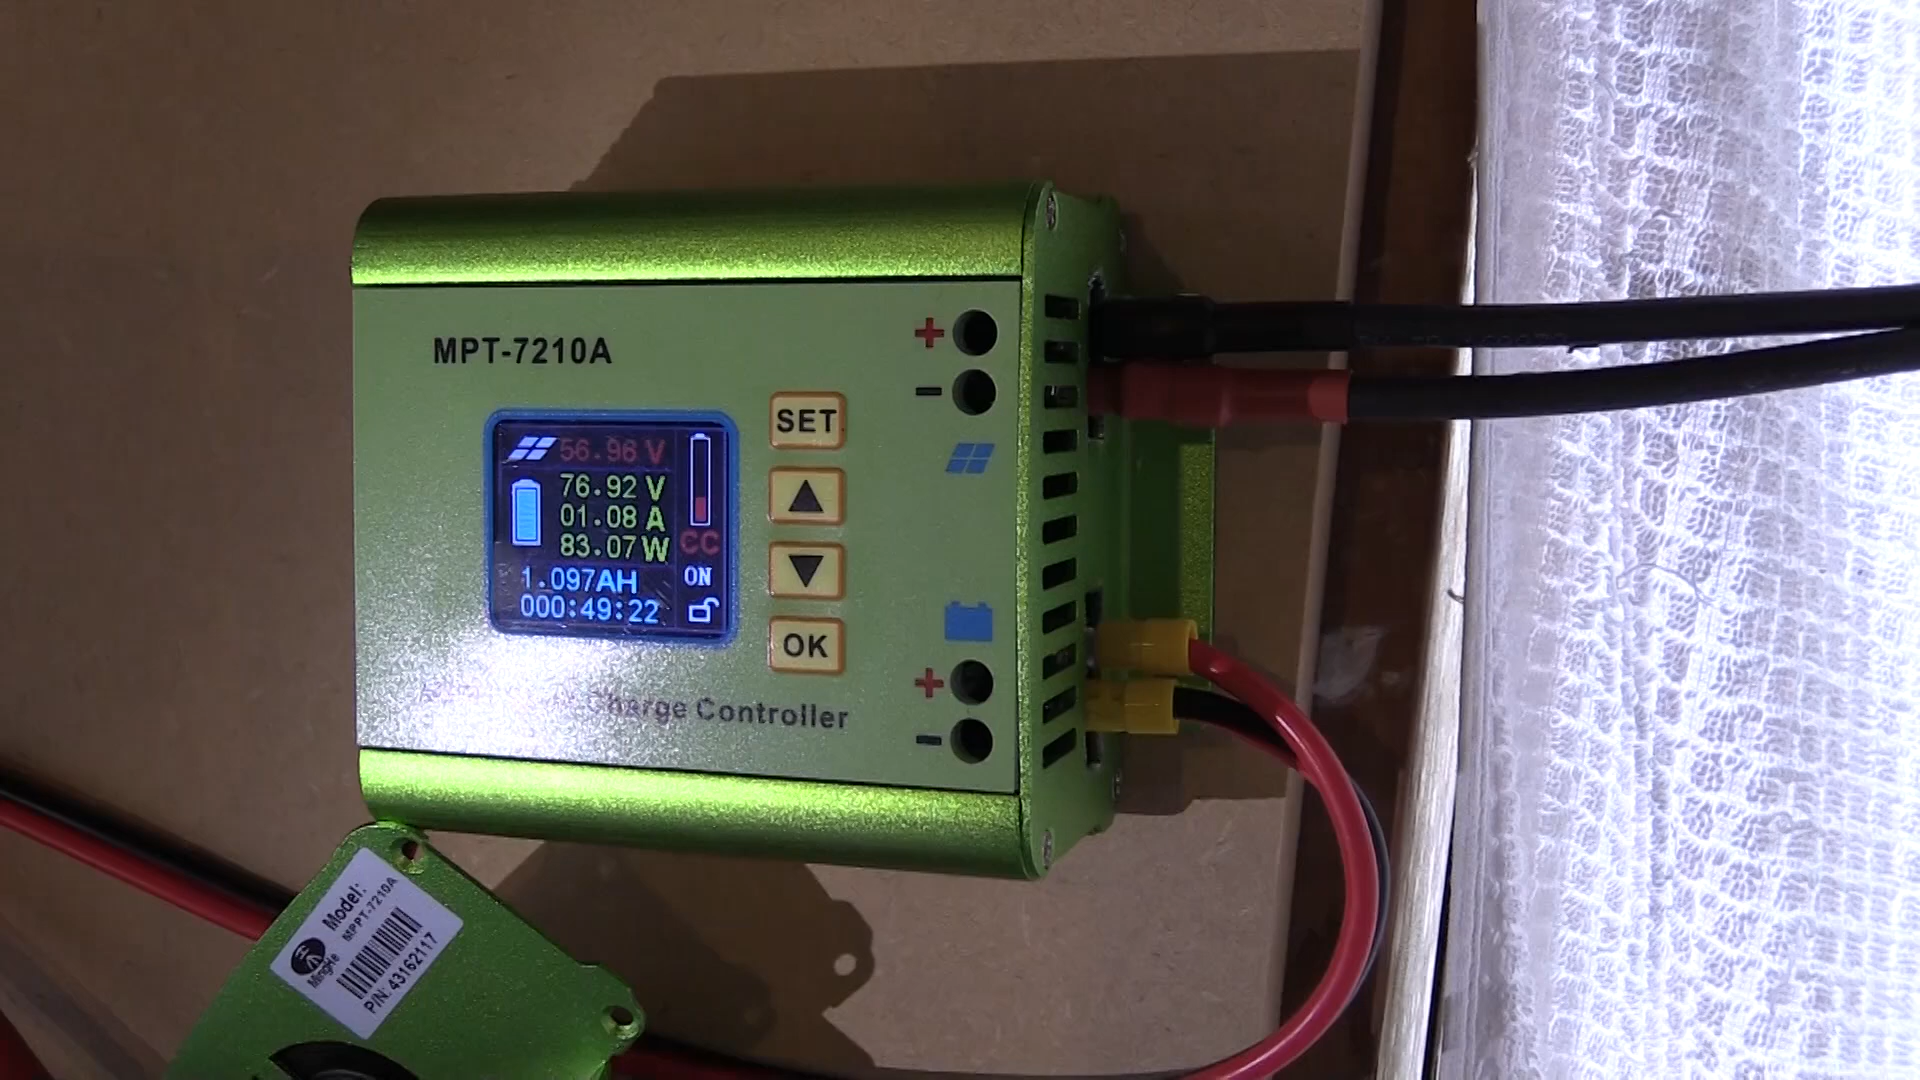 MPT-7210A
56.96 V
76.92 V
01.08 A
83.07 W
CC
1.097AH
ON
000:49:22
SET
OK
+
-
+
-
Charge Controller
Model:
MPPT-7210A
MingHe
P/N: 43162117